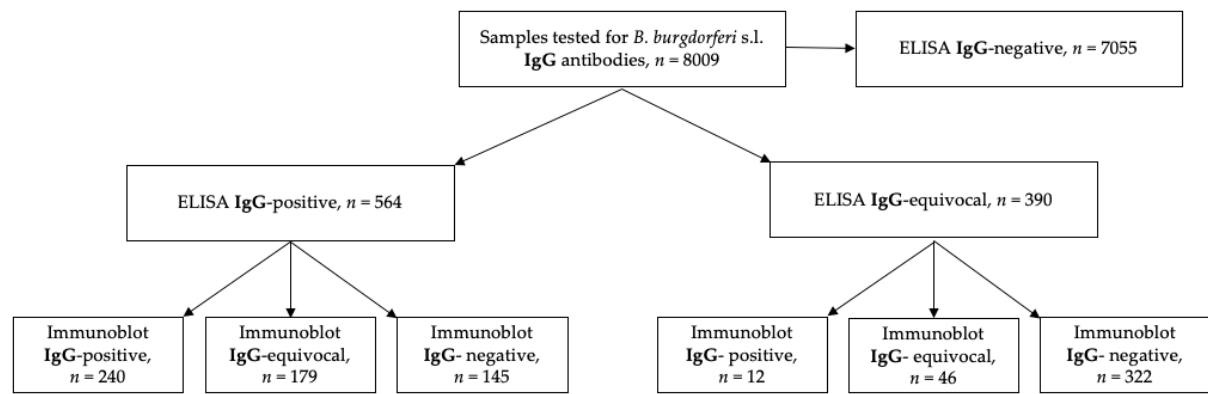 Samples tested for B. burgdorferi s.l.
IgG antibodies, n = 8009
ELISA IgG-negative, n = 7055
ELISA IgG-positive, n = 564
ELISA IgG-equivocal, n = 390
Immunoblot
IgG-positive,
n = 240
Immunoblot
IgG-equivocal,
n = 179
Immunoblot
IgG- negative,
n = 145
Immunoblot
IgG- positive,
n = 12
Immunoblot
IgG- equivocal,
n = 46
Immunoblot
IgG- negative,
n = 322